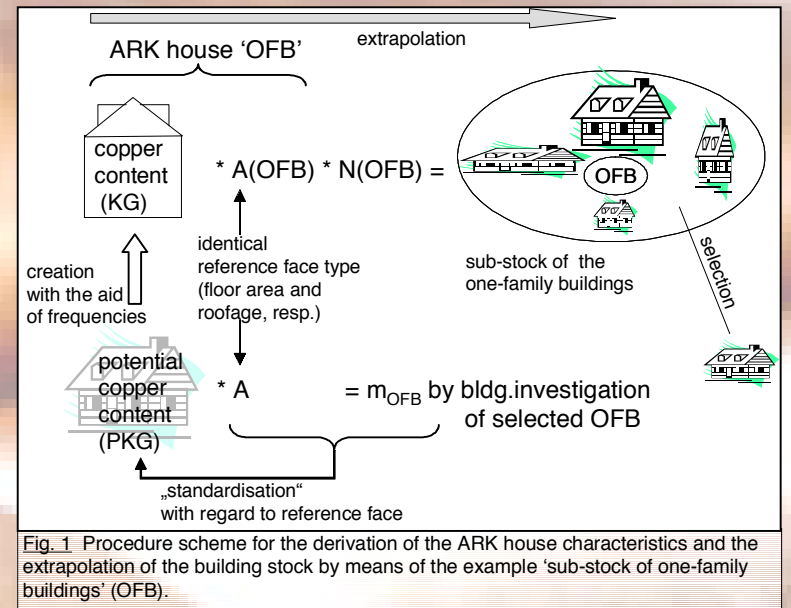 extrapolation
ARK house ‘OFB’
copper
content
(KG)
* A(OFB) * N(OFB) =
OFB
identical
reference face type
(floor area and
roofage, resp.)
sub-stock of the
one-family buildings
selection
creation
with the aid
of frequencies
potential
copper
content
(PKG)
* A = mOFB by bldg.investigation
of selected OFB
„standardisation“
with regard to reference face
Fig. 1 Procedure scheme for the derivation of the ARK house characteristics and the
extrapolation of the building stock by means of the example ‘sub-stock of one-family
buildings’ (OFB).